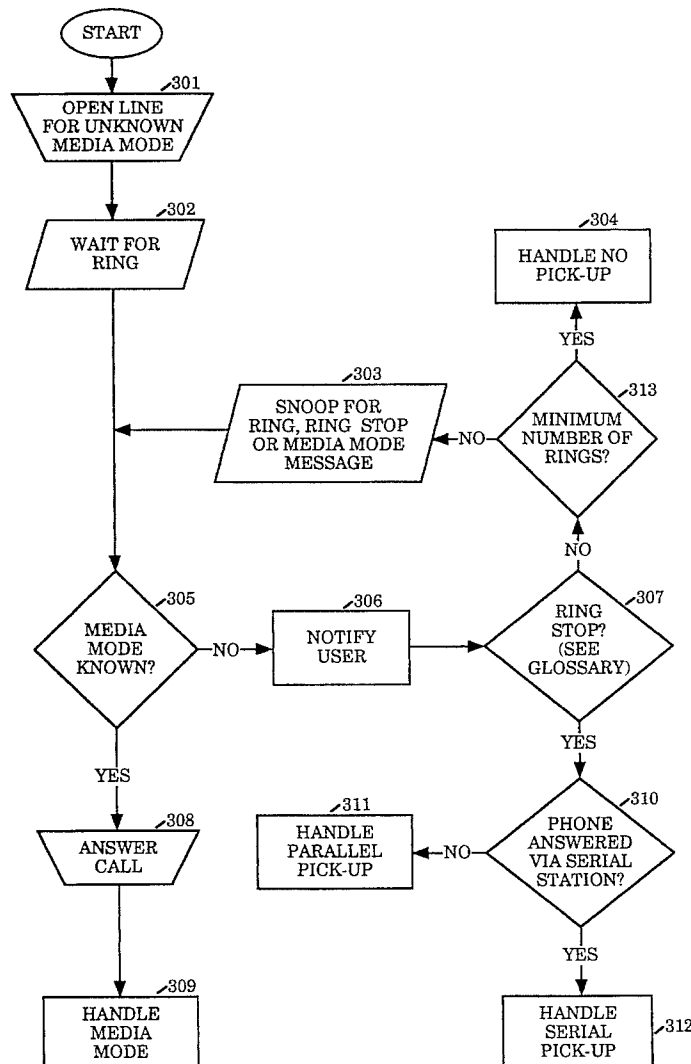 START
301
OPEN LINE
FOR UNKNOWN
MEDIA MODE
302
WAIT FOR
RING
304
HANDLE NO
PICK-UP
YES
303
SNOOP FOR
RING, RING STOP
OR MEDIA MODE
MESSAGE
NO
313
MINIMUM
NUMBER OF
RINGS?
NO
305
MEDIA
MODE
KNOWN?
NO
306
NOTIFY
USER
307
RING
STOP?
(SEE
GLOSSARY)
YES
YES
308
ANSWER
CALL
311
HANDLE
PARALLEL
PICK-UP
NO
310
PHONE
ANSWERED
VIA SERIAL
STATION?
YES
309
HANDLE
MEDIA
MODE
HANDLE
SERIAL
PICK-UP
312